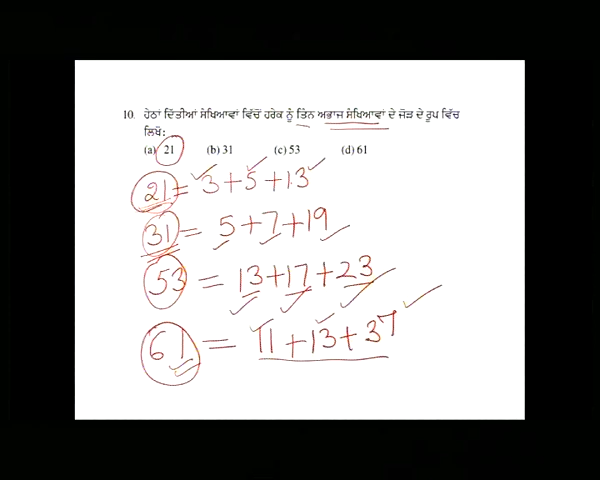 10. ਹੇਠਾਂ ਦਿੱਤੀਆਂ ਸੰਖਿਆਵਾਂ ਵਿੱਚੋਂ ਹਰੇਕ ਨੂੰ ਤਿੰਨ ਅਭਾਜ ਸੰਖਿਆਵਾਂ ਦੇ ਜੋੜ ਦੇ ਰੂਪ ਵਿੱਚ
ਲਿਖੋ:
(a) 21 (b) 31 (c) 53 (d) 61
21 = 3+5+13
31 = 5+7+19
53 = 13+17+23
61 = 11+13+37